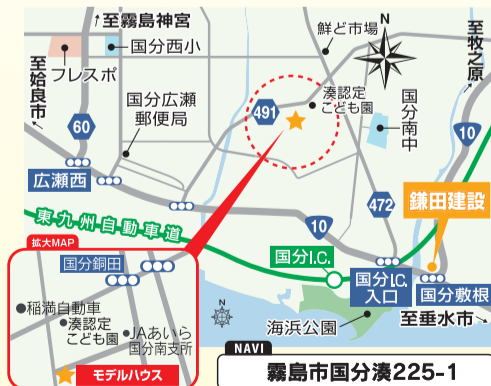 ↑至霧島神宮
鮮ど市場
至牧之原↗
国分西小
フレスポ
至姶良市↙
国分広瀬
郵便局
491
湊認定
こども園
国分南中
60
10
広瀬西
472
鎌田建設
10
東九州自動車道
国分I.C.
国分I.C.
入口
国分敷根
至垂水市↘
海浜公園
拡大MAP
国分銅田
稲満自動車
湊認定
こども園
JAあいら
国分南支所
モデルハウス
NAVI
霧島市国分湊225-1